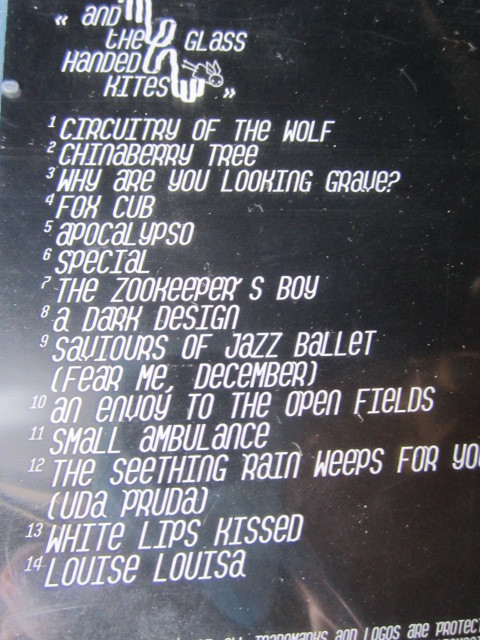 « AND
THE GLASS
HANDED
KITES »
1 CIRCUITRY OF THE WOLF
2 CHINABERRY TREE
3 WHY ARE YOU LOOKING GRAVE?
4 FOX CUB
5 APOCALYPSO
6 SPECIAL
7 THE ZOOKEEPER'S BOY
8 A DARK DESIGN
9 SAVIOURS OF JAZZ BALLET
(FEAR ME, DECEMBER)
10 AN ENVOY TO THE OPEN FIELDS
11 SMALL AMBULANCE
12 THE SEETHING RAIN WEEPS FOR YOU
(UDA PRUDA)
13 WHITE LIPS KISSED
14 LOUISE LOUISA
ALL TRADEMARKS AND LOGOS ARE PROTEC